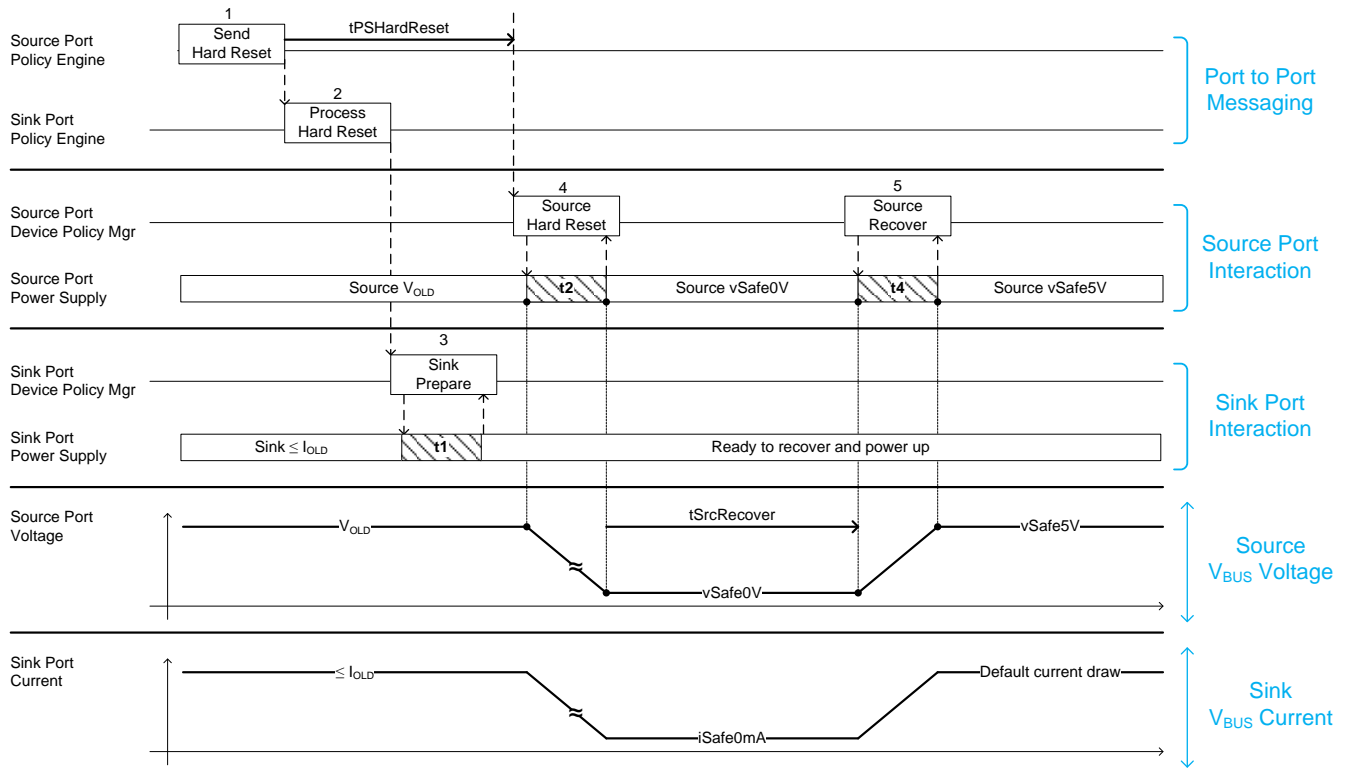 1
Send
Hard Reset
tPSHardReset
Source Port
Policy Engine
2
Process
Hard Reset
Sink Port
Policy Engine
Port to Port
Messaging
4
Source
Hard Reset
5
Source
Recover
Source Port
Device Policy Mgr
Source Port
Power Supply
Source VOLD
t2
Source vSafe0V
t4
Source vSafe5V
Source Port
Interaction
3
Sink
Prepare
Sink Port
Device Policy Mgr
Sink Port
Power Supply
Sink ≤ IOLD
t1
Ready to recover and power up
Sink Port
Interaction
Source Port
Voltage
VOLD
tSrcRecover
vSafe5V
≈
vSafe0V
Source
VBUS Voltage
Sink Port
Current
≤ IOLD
Default current draw
≈
iSafe0mA
Sink
VBUS Current